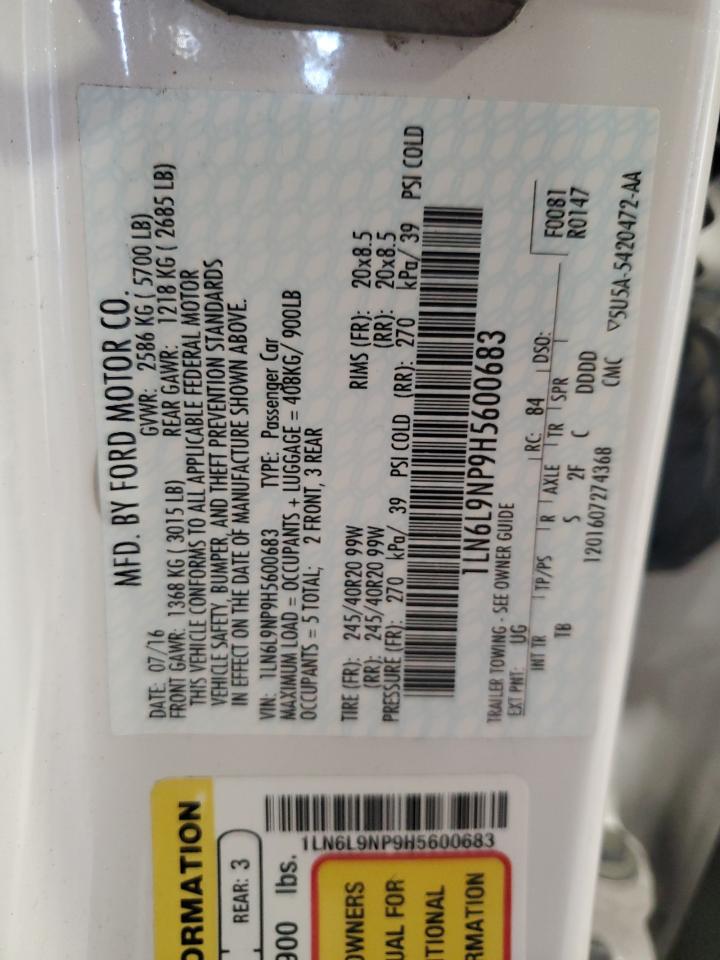 MFD. BY FORD MOTOR CO.
DATE: 07/16 GVWR: 2586 KG ( 5700 LB)
FRONT GAWR: 1368 KG ( 3015 LB) REAR GAWR: 1218 KG ( 2685 LB)
THIS VEHICLE CONFORMS TO ALL APPLICABLE FEDERAL MOTOR
VEHICLE SAFETY, BUMPER, AND THEFT PREVENTION STANDARDS
IN EFFECT ON THE DATE OF MANUFACTURE SHOWN ABOVE.
VIN: 1LN6L9NP9H5600683 TYPE: Passenger Car
MAXIMUM LOAD = OCCUPANTS + LUGGAGE = 408KG/ 900LB
OCCUPANTS = 5 TOTAL; 2 FRONT, 3 REAR
TIRE (FR): 245/40R20 99W RIMS (FR): 20x8.5
(RR): 245/40R20 99W (RR): 20x8.5
PRESSURE (FR): 270 kPa/ 39 PSI COLD (RR): 270 kPa/ 39 PSI COLD
1LN6L9NP9H5600683
TRAILER TOWING - SEE OWNER GUIDE
EXT PNT: UG RC: 84 DSO: F0081
R0147
INT TR TP/PS R AXLE TR SPR
TB S 2F C DDDD
1201607274368 CMC ▽5U5A-5420472-AA
ORMATION
REAR: 3
900 lbs.
1LN6L9NP9H5600683
OWNERS
UAL FOR
ITIONAL
RMATION